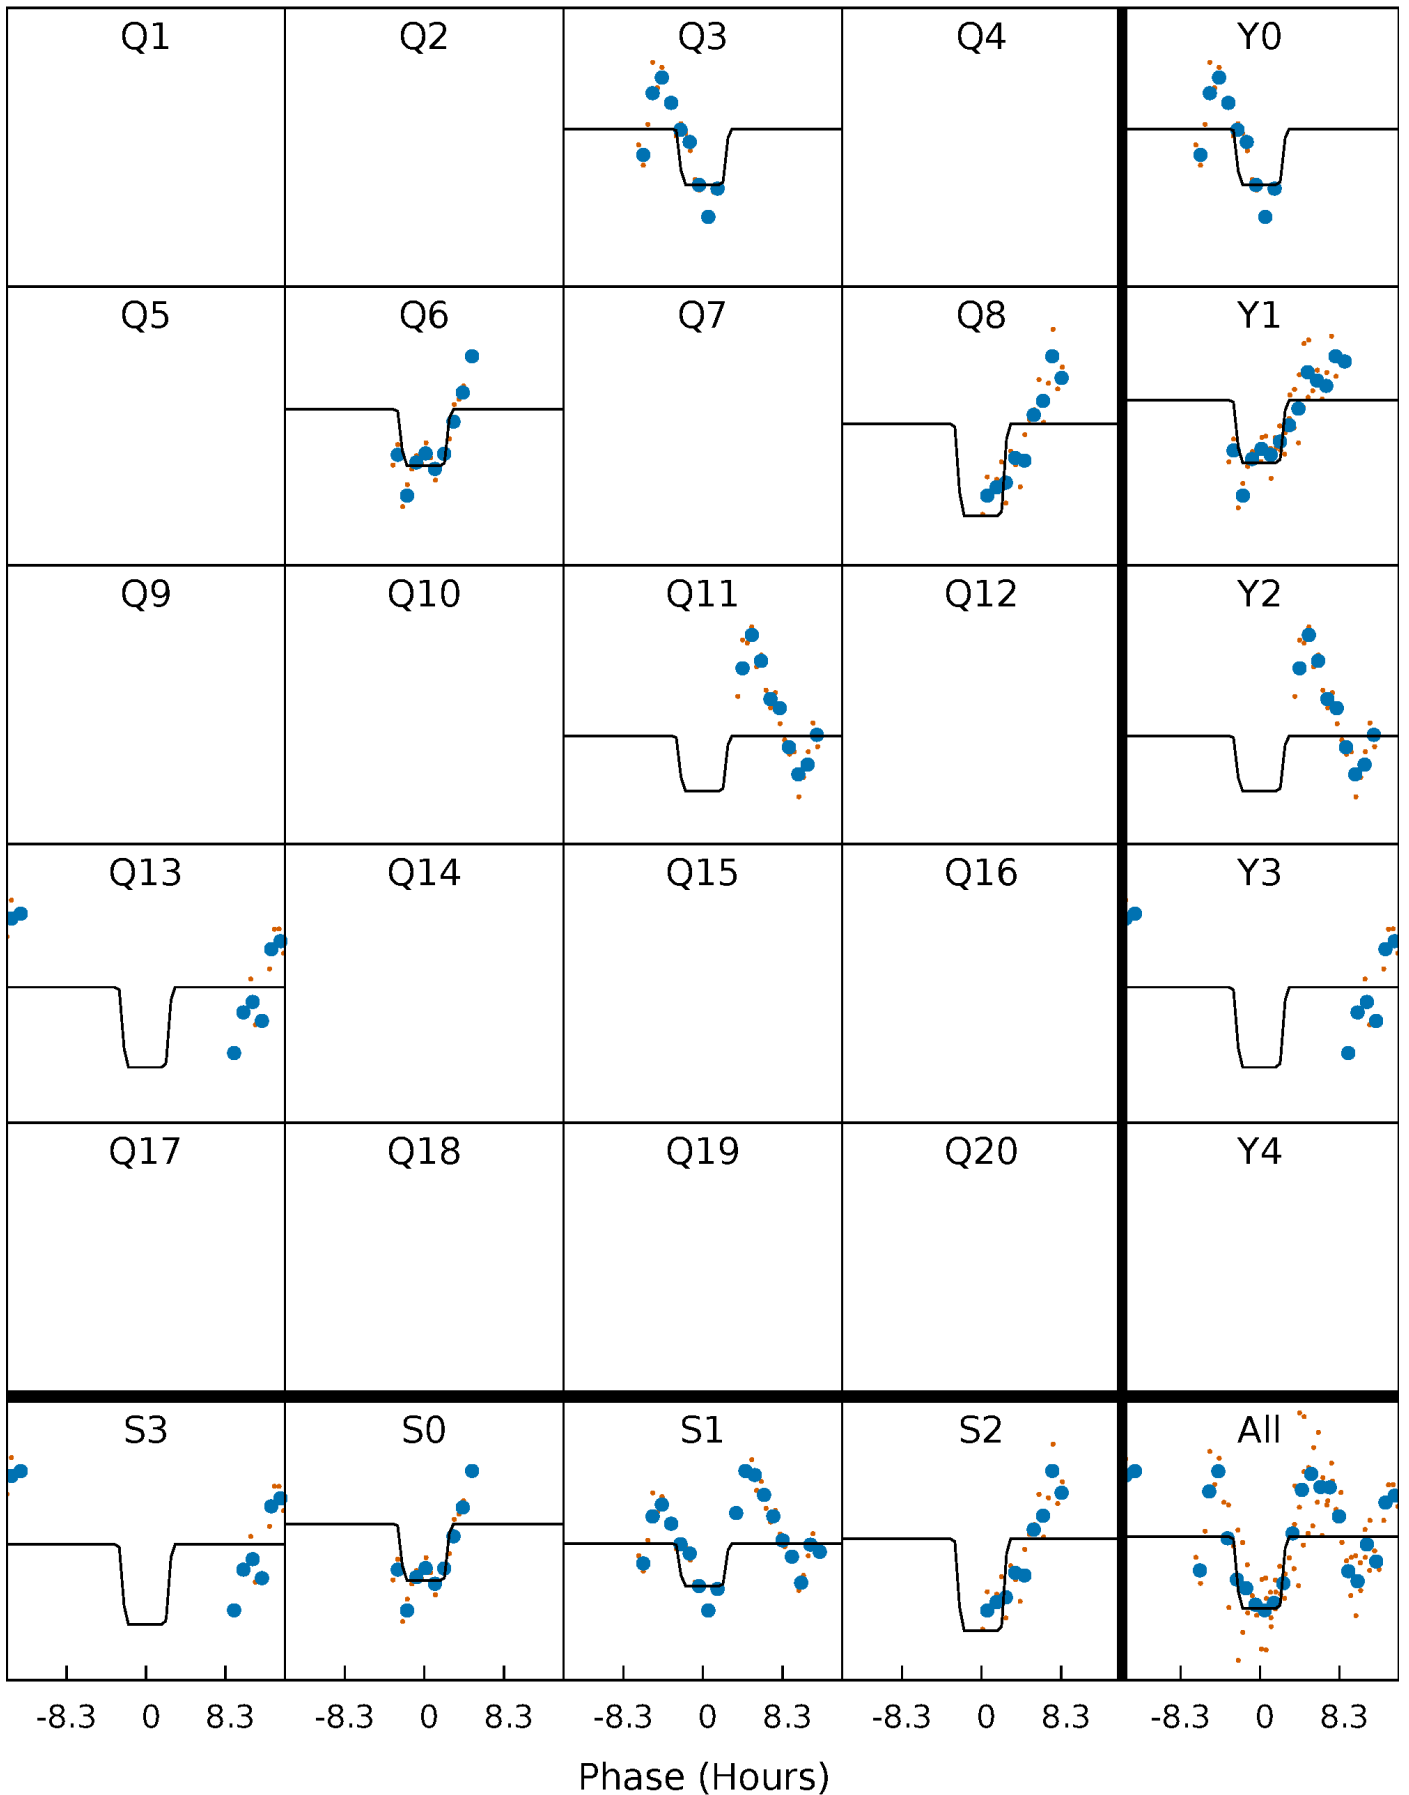 Q1 Q2 Q3 Q4 Y0
Q5 Q6 Q7 Q8 Y1
Q9 Q10 Q11 Q12 Y2
Q13 Q14 Q15 Q16 Y3
Q17 Q18 Q19 Q20 Y4
S3 S0 S1 S2 All
-8.3 0 8.3 -8.3 0 8.3 -8.3 0 8.3 -8.3 0 8.3 -8.3 0 8.3
Phase (Hours)